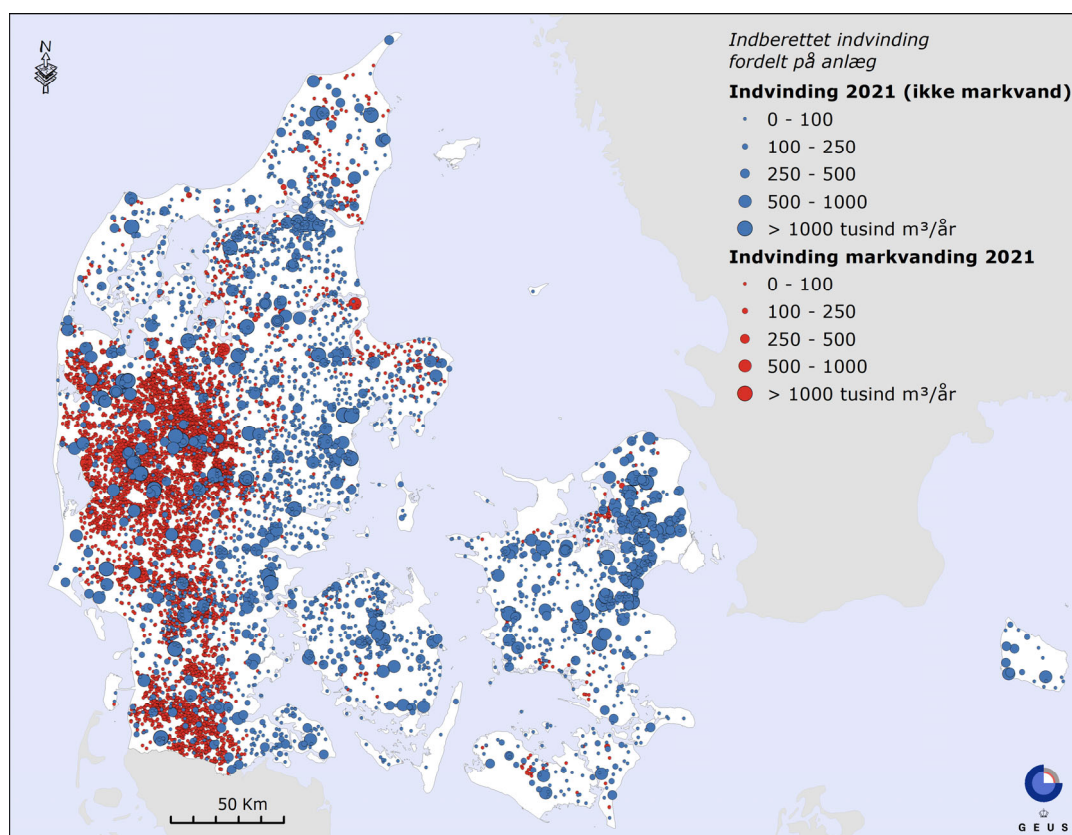 N
Indberettet indvinding
fordelt på anlæg
Indvinding 2021 (ikke markvand)
0 - 100
100 - 250
250 - 500
500 - 1000
> 1000 tusind m³/år
Indvinding markvanding 2021
0 - 100
100 - 250
250 - 500
500 - 1000
> 1000 tusind m³/år
50 Km
G E U S